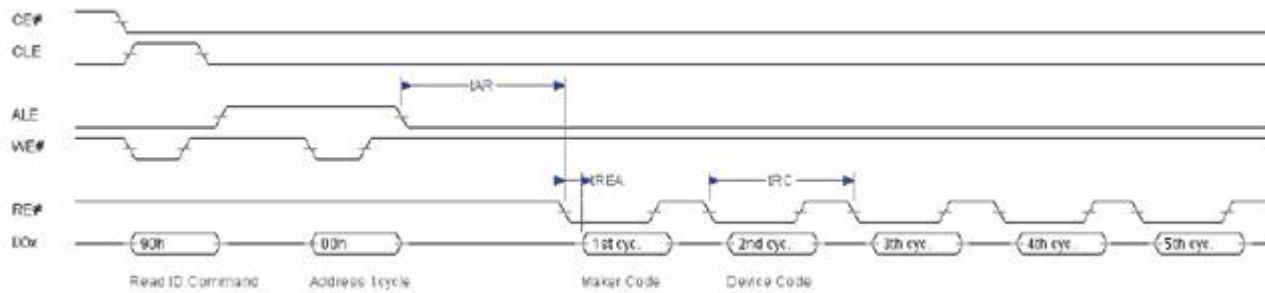 CE#
CLE
tAR
ALE
WE#
tREA
tRC
RE#
I/Ox
90h
00h
1st cyc.
2nd cyc.
3th cyc.
4th cyc.
5th cyc.
Read ID Command
Address 1cycle
Maker Code
Device Code